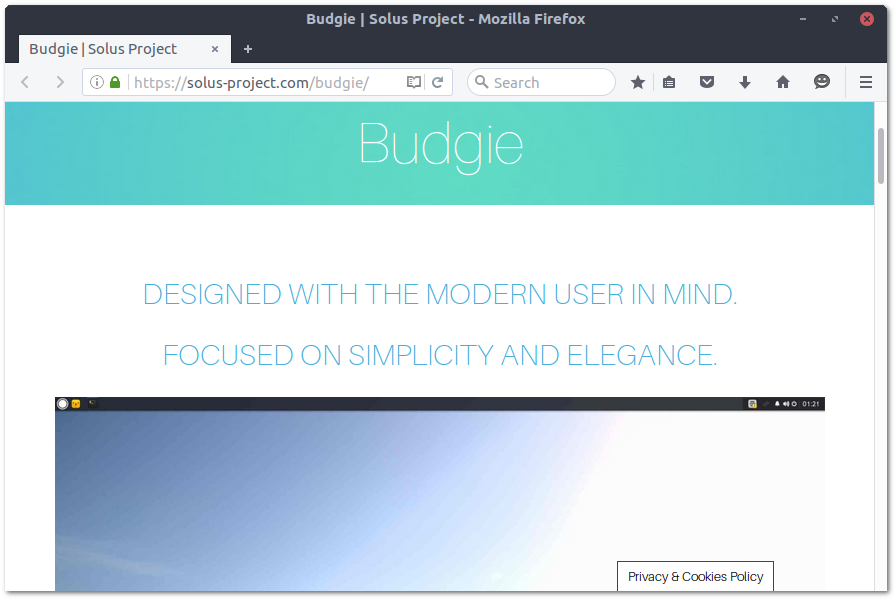 Budgie | Solus Project - Mozilla Firefox
Budgie | Solus Project
https://solus-project.com/budgie/
Search
Budgie
DESIGNED WITH THE MODERN USER IN MIND.
FOCUSED ON SIMPLICITY AND ELEGANCE.
01:21
Privacy & Cookies Policy